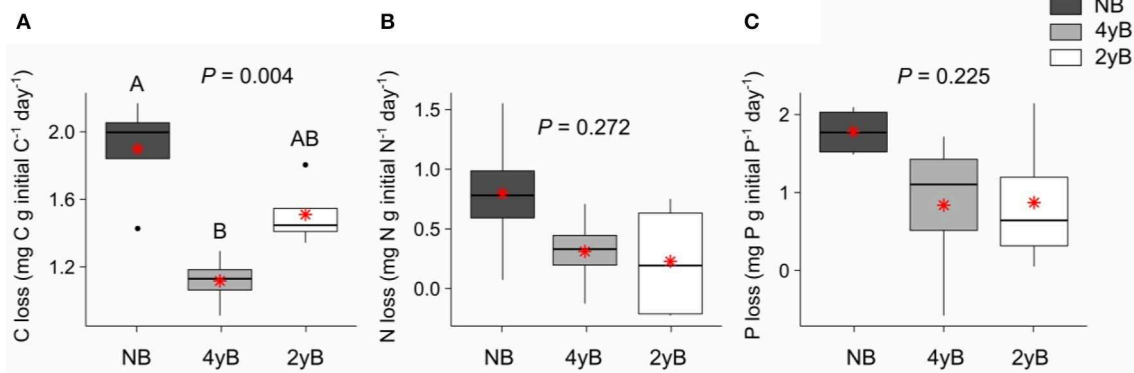 A
B
C
NB
4yB
2yB
C loss (mg C g initial C⁻¹ day⁻¹)
P = 0.004
A
B
AB
2.0
1.6
1.2
NB 4yB 2yB
N loss (mg N g initial N⁻¹ day⁻¹)
P = 0.272
1.5
1.0
0.5
0.0
NB 4yB 2yB
P loss (mg P g initial P⁻¹ day⁻¹)
P = 0.225
2
1
0
NB 4yB 2yB